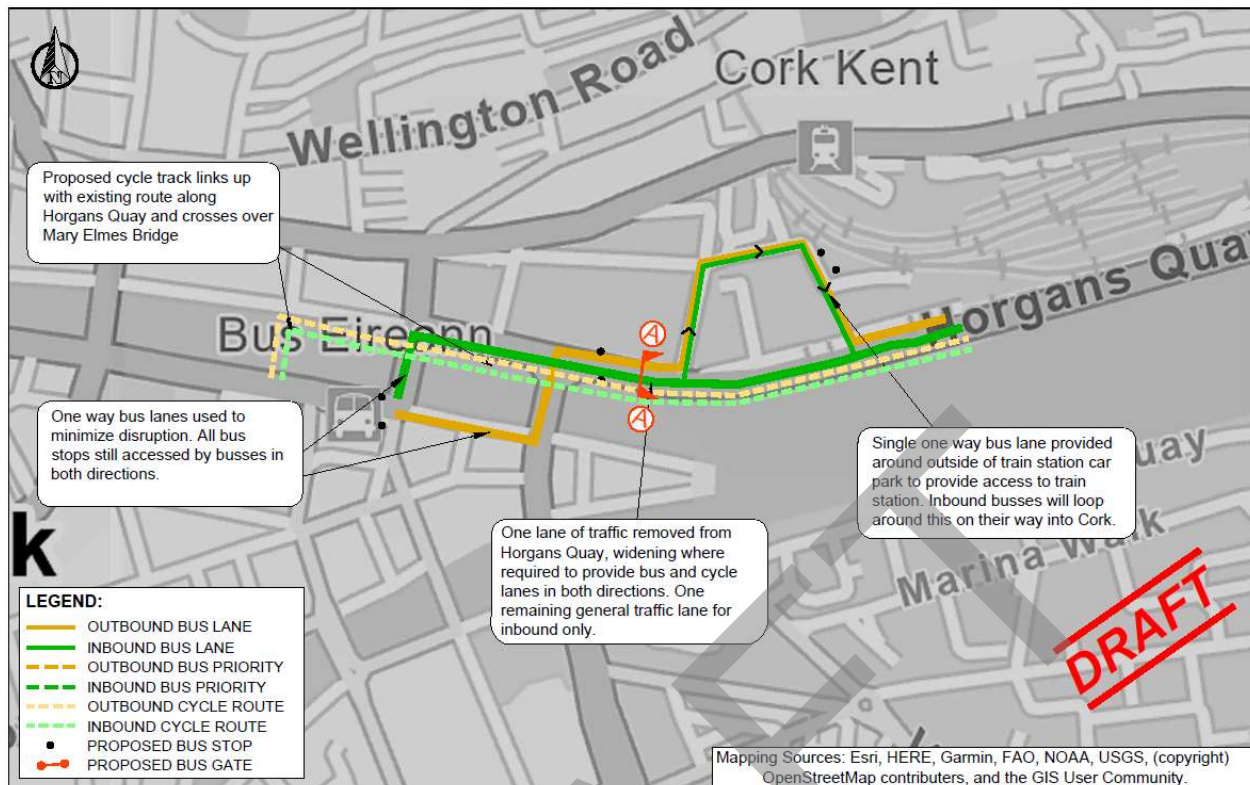 Cork Kent
Wellington Road
Proposed cycle track links up
with existing route along
Horgans Quay and crosses over
Mary Elmes Bridge
Horgans Quay
Bus Eireann
A
A
One way bus lanes used to
minimize disruption. All bus
stops still accessed by busses in
both directions.
Single one way bus lane provided
around outside of train station car
park to provide access to train
station. Inbound busses will loop
around this on their way into Cork.
One lane of traffic removed from
Horgans Quay, widening where
required to provide bus and cycle
lanes in both directions. One
remaining general traffic lane for
inbound only.
uay
Marina Walk
k
DRAFT
LEGEND:
OUTBOUND BUS LANE
INBOUND BUS LANE
OUTBOUND BUS PRIORITY
INBOUND BUS PRIORITY
OUTBOUND CYCLE ROUTE
INBOUND CYCLE ROUTE
PROPOSED BUS STOP
PROPOSED BUS GATE
Mapping Sources: Esri, HERE, Garmin, FAO, NOAA, USGS, (copyright)
OpenStreetMap contributers, and the GIS User Community.
N